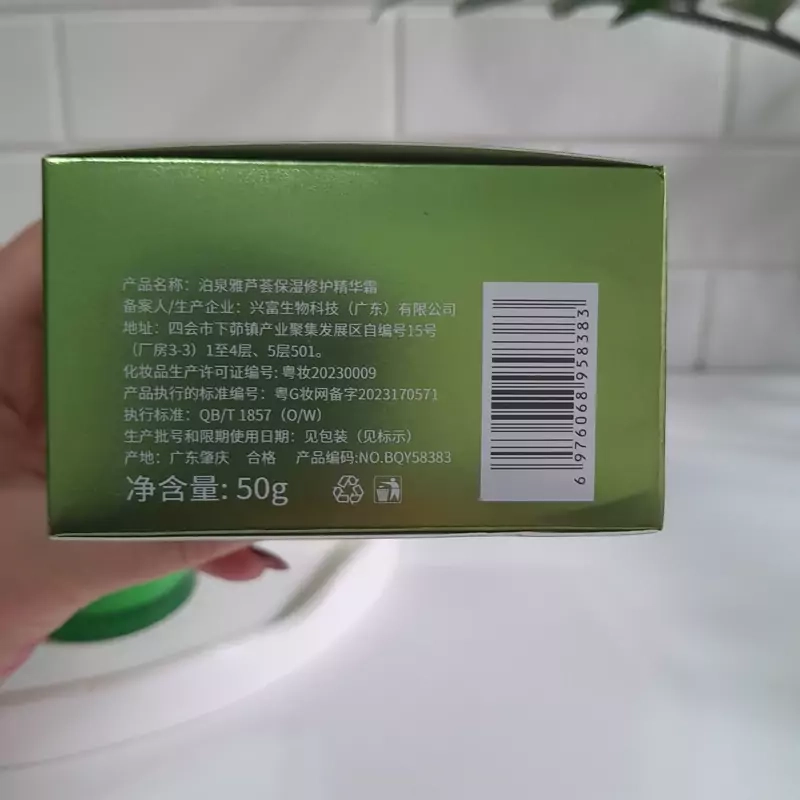 产品名称：泊泉雅芦荟保湿修护精华霜
备案人/生产企业：兴富生物科技（广东）有限公司
地址：四会市下茆镇产业聚集发展区自编号15号
（厂房3-3）1至4层、5层501。
化妆品生产许可证编号: 粤妆20230009
产品执行的标准编号：粤G妆网备字2023170571
执行标准：QB/T 1857（O/W）
生产批号和限期使用日期：见包装（见标示）
产地：广东肇庆 合格 产品编码:NO.BQY58383
净含量: 50g
6 976068 958383